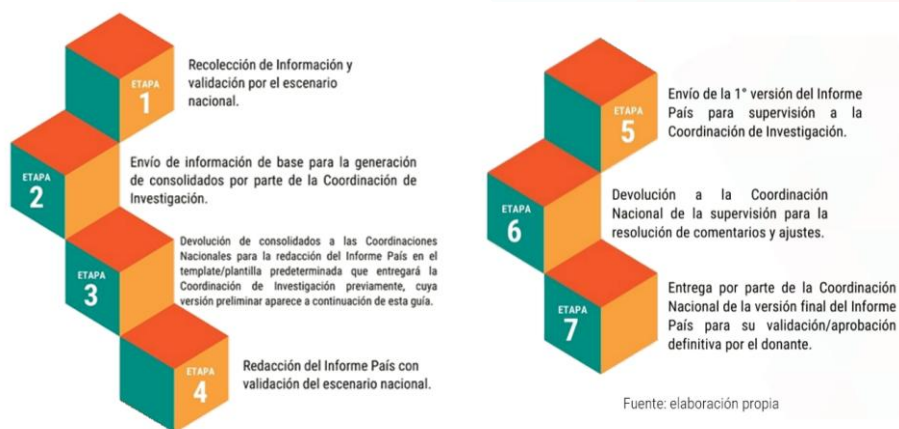 ETAPA
1
Recolección de Información y
validación por el escenario
nacional.
ETAPA
2
Envío de información de base para la generación
de consolidados por parte de la Coordinación de
Investigación.
ETAPA
3
Devolución de consolidados a las Coordinaciones
Nacionales para la redacción del Informe País en el
template/plantilla predeterminada que entregará la
Coordinación de Investigación previamente, cuya
versión preliminar aparece a continuación de esta guía.
ETAPA
4
Redacción del Informe País con
validación del escenario nacional.
ETAPA
5
Envío de la 1° versión del Informe
País para supervisión a la
Coordinación de Investigación.
ETAPA
6
Devolución a la Coordinación
Nacional de la supervisión para la
resolución de comentarios y ajustes.
ETAPA
7
Entrega por parte de la Coordinación
Nacional de la versión final del Informe
País para su validación/aprobación
definitiva por el donante.
Fuente: elaboración propia